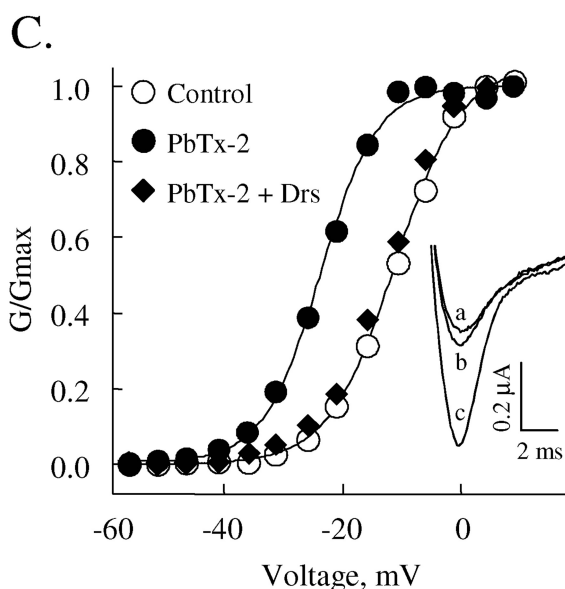 C.
1.0
0.8
0.6
0.4
0.2
0.0
G/Gmax
Control
PbTx-2
PbTx-2 + Drs
a
b
c
0.2 μA
2 ms
-60
-40
-20
0
Voltage, mV